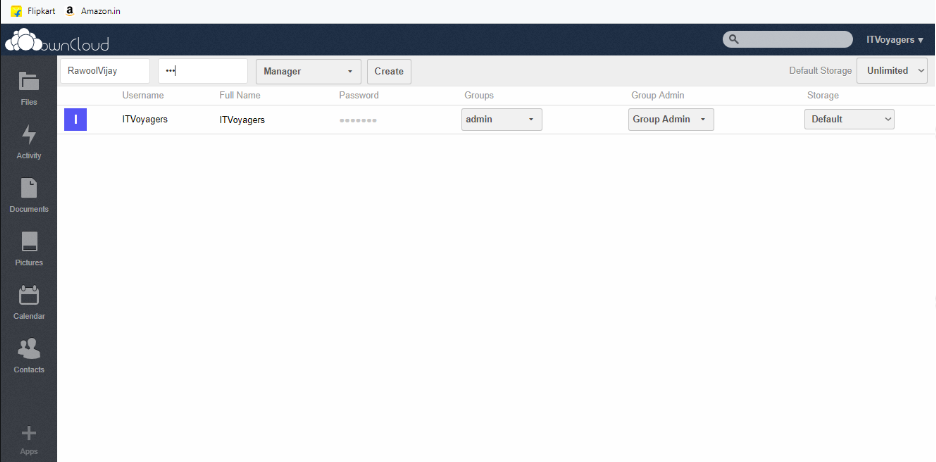 Flipkart Amazon.in
ownCloud ITVoyagers
RawoolVijay ••• Manager Create Default Storage Unlimited
Username Full Name Password Groups Group Admin Storage
I ITVoyagers ITVoyagers ●●●●●●● admin Group Admin Default
Files
Activity
Documents
Pictures
Calendar
Contacts
Apps